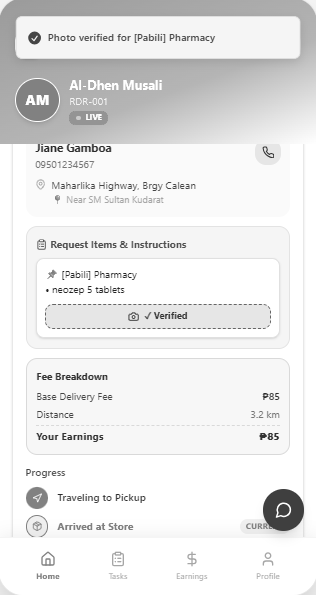 Photo verified for [Pabili] Pharmacy
AM
Al-Dhen Musali
RDR-001
LIVE
Jiane Gamboa
09501234567
Maharlika Highway, Brgy Calean
Near SM Sultan Kudarat
Request Items & Instructions
[Pabili] Pharmacy
• neozep 5 tablets
✓ Verified
Fee Breakdown
Base Delivery Fee ₱85
Distance 3.2 km
Your Earnings ₱85
Progress
Traveling to Pickup
Arrived at Store
Home Tasks Earnings Profile